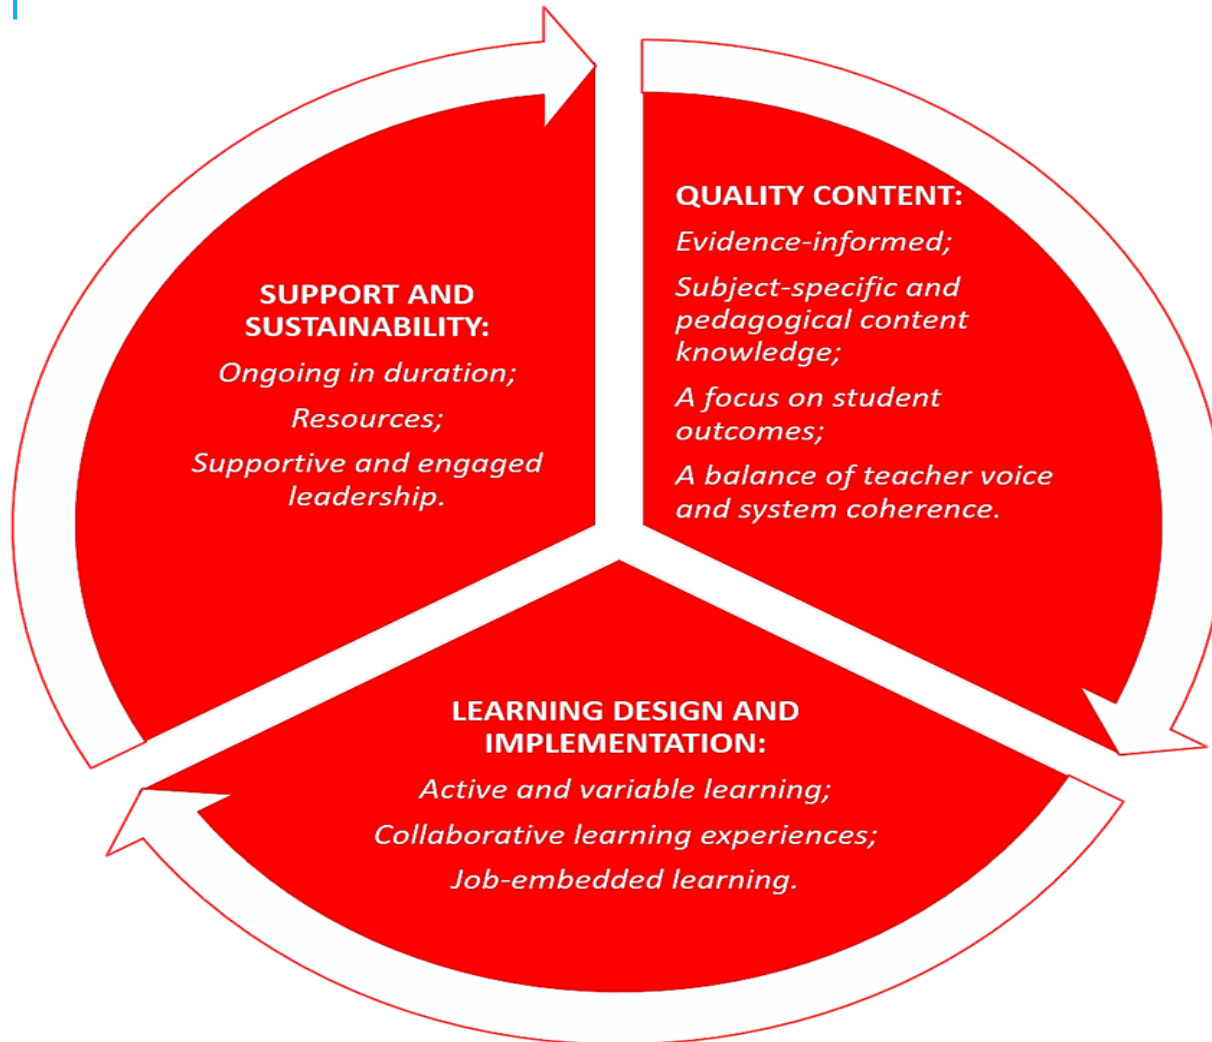 SUPPORT AND
SUSTAINABILITY:
Ongoing in duration;
Resources;
Supportive and engaged
leadership.
QUALITY CONTENT:
Evidence-informed;
Subject-specific and
pedagogical content
knowledge;
A focus on student
outcomes;
A balance of teacher voice
and system coherence.
LEARNING DESIGN AND
IMPLEMENTATION:
Active and variable learning;
Collaborative learning experiences;
Job-embedded learning.